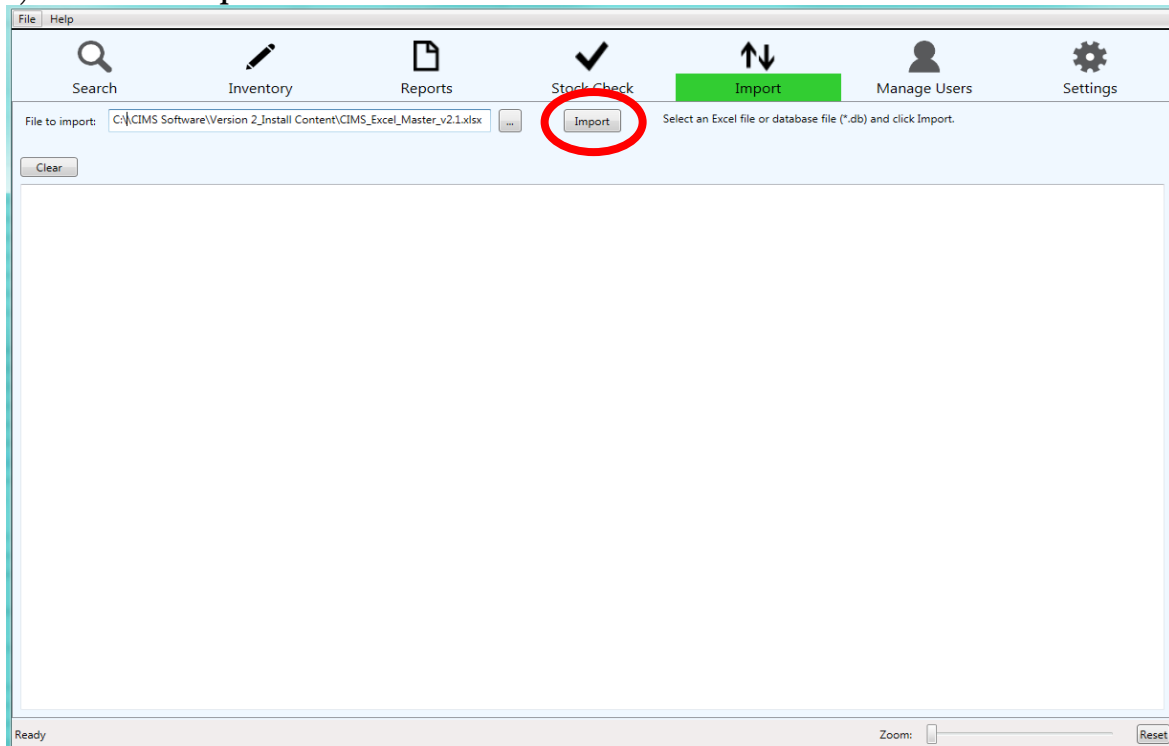 File Help
Search Inventory Reports Stock Check Import Manage Users Settings
File to import: C:\CIMS Software\Version 2_Install Content\CIMS_Excel_Master_v2.1.xlsx ... Import Select an Excel file or database file (*.db) and click Import.
Clear
Ready Zoom: Reset